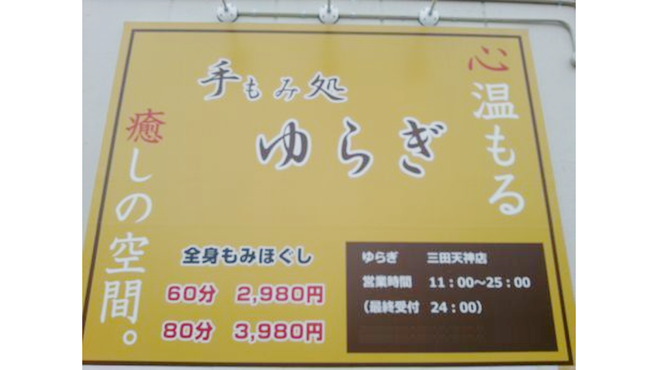 心温もる
手もみ処
ゆらぎ
癒しの空間。
全身もみほぐし
60分 2,980円
80分 3,980円
ゆらぎ 三田天神店
営業時間 11:00～25:00
(最終受付 24:00)